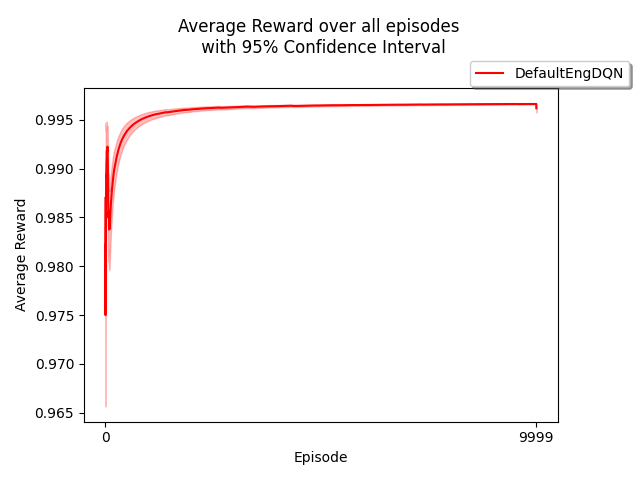 Average Reward over all episodes
with 95% Confidence Interval
DefaultEngDQN
0.995
0.990
0.985
0.980
0.975
0.970
0.965
Average Reward
0
9999
Episode